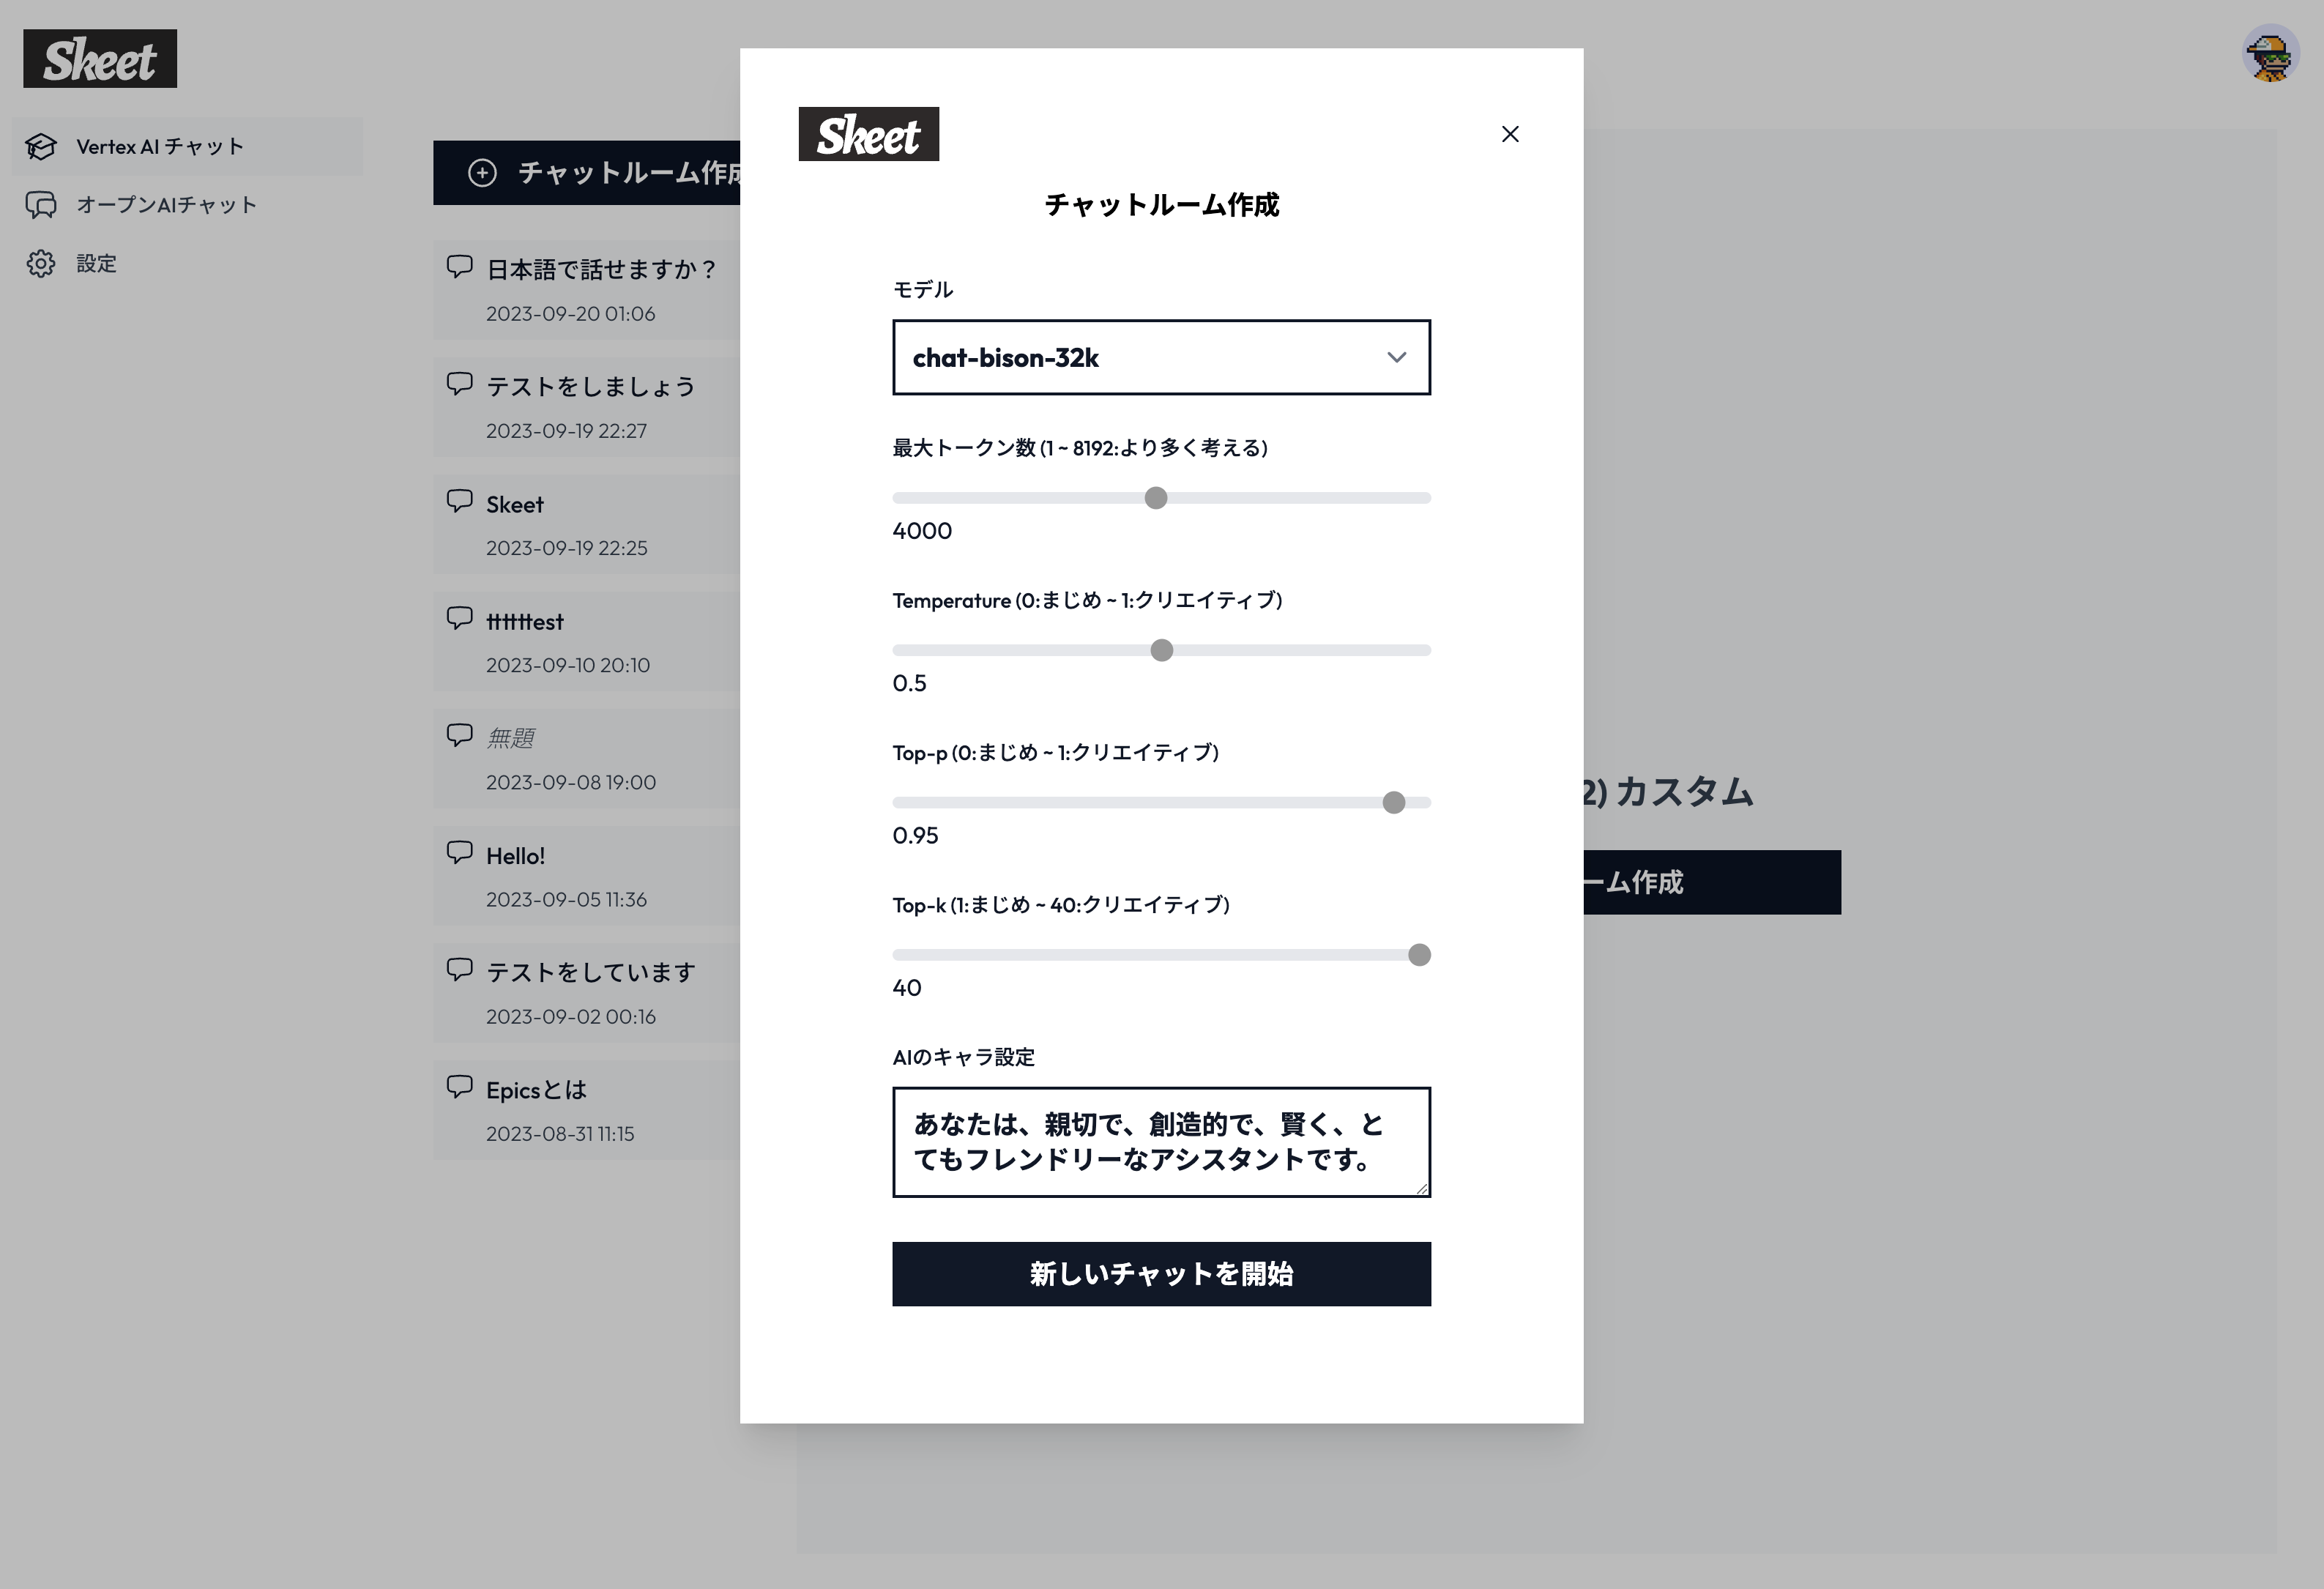 Skeet
Vertex AI チャット
オープンAIチャット
設定
チャットルーム作成
日本語で話せますか？
2023-09-20 01:06
テストをしましょう
2023-09-19 22:27
Skeet
2023-09-19 22:25
ttttttest
2023-09-10 20:10
無題
2023-09-08 19:00
Hello!
2023-09-05 11:36
テストをしています
2023-09-02 00:16
Epicsとは
2023-08-31 11:15
Skeet
チャットルーム作成
モデル
chat-bison-32k
最大トークン数 (1 ~ 8192:より多く考える)
4000
Temperature (0:まじめ ~ 1:クリエイティブ)
0.5
Top-p (0:まじめ ~ 1:クリエイティブ)
0.95
Top-k (1:まじめ ~ 40:クリエイティブ)
40
AIのキャラ設定
あなたは、親切で、創造的で、賢く、と
てもフレンドリーなアシスタントです。
新しいチャットを開始
2) カスタム
ーム作成